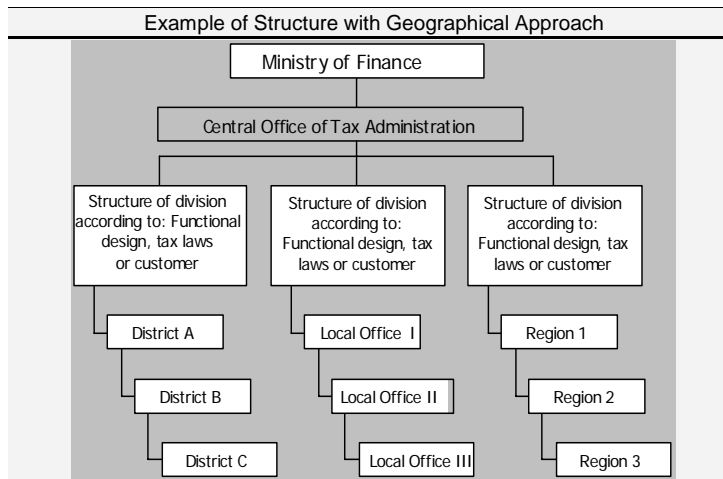 Example of Structure with Geographical Approach
Ministry of Finance
Central Office of Tax Administration
Structure of division
according to: Functional
design, tax laws
or customer
Structure of division
according to:
Functional design, tax
laws or customer
Structure of division
according to:
Functional design, tax
laws or customer
District A
District B
District C
Local Office I
Local Office II
Local Office III
Region 1
Region 2
Region 3